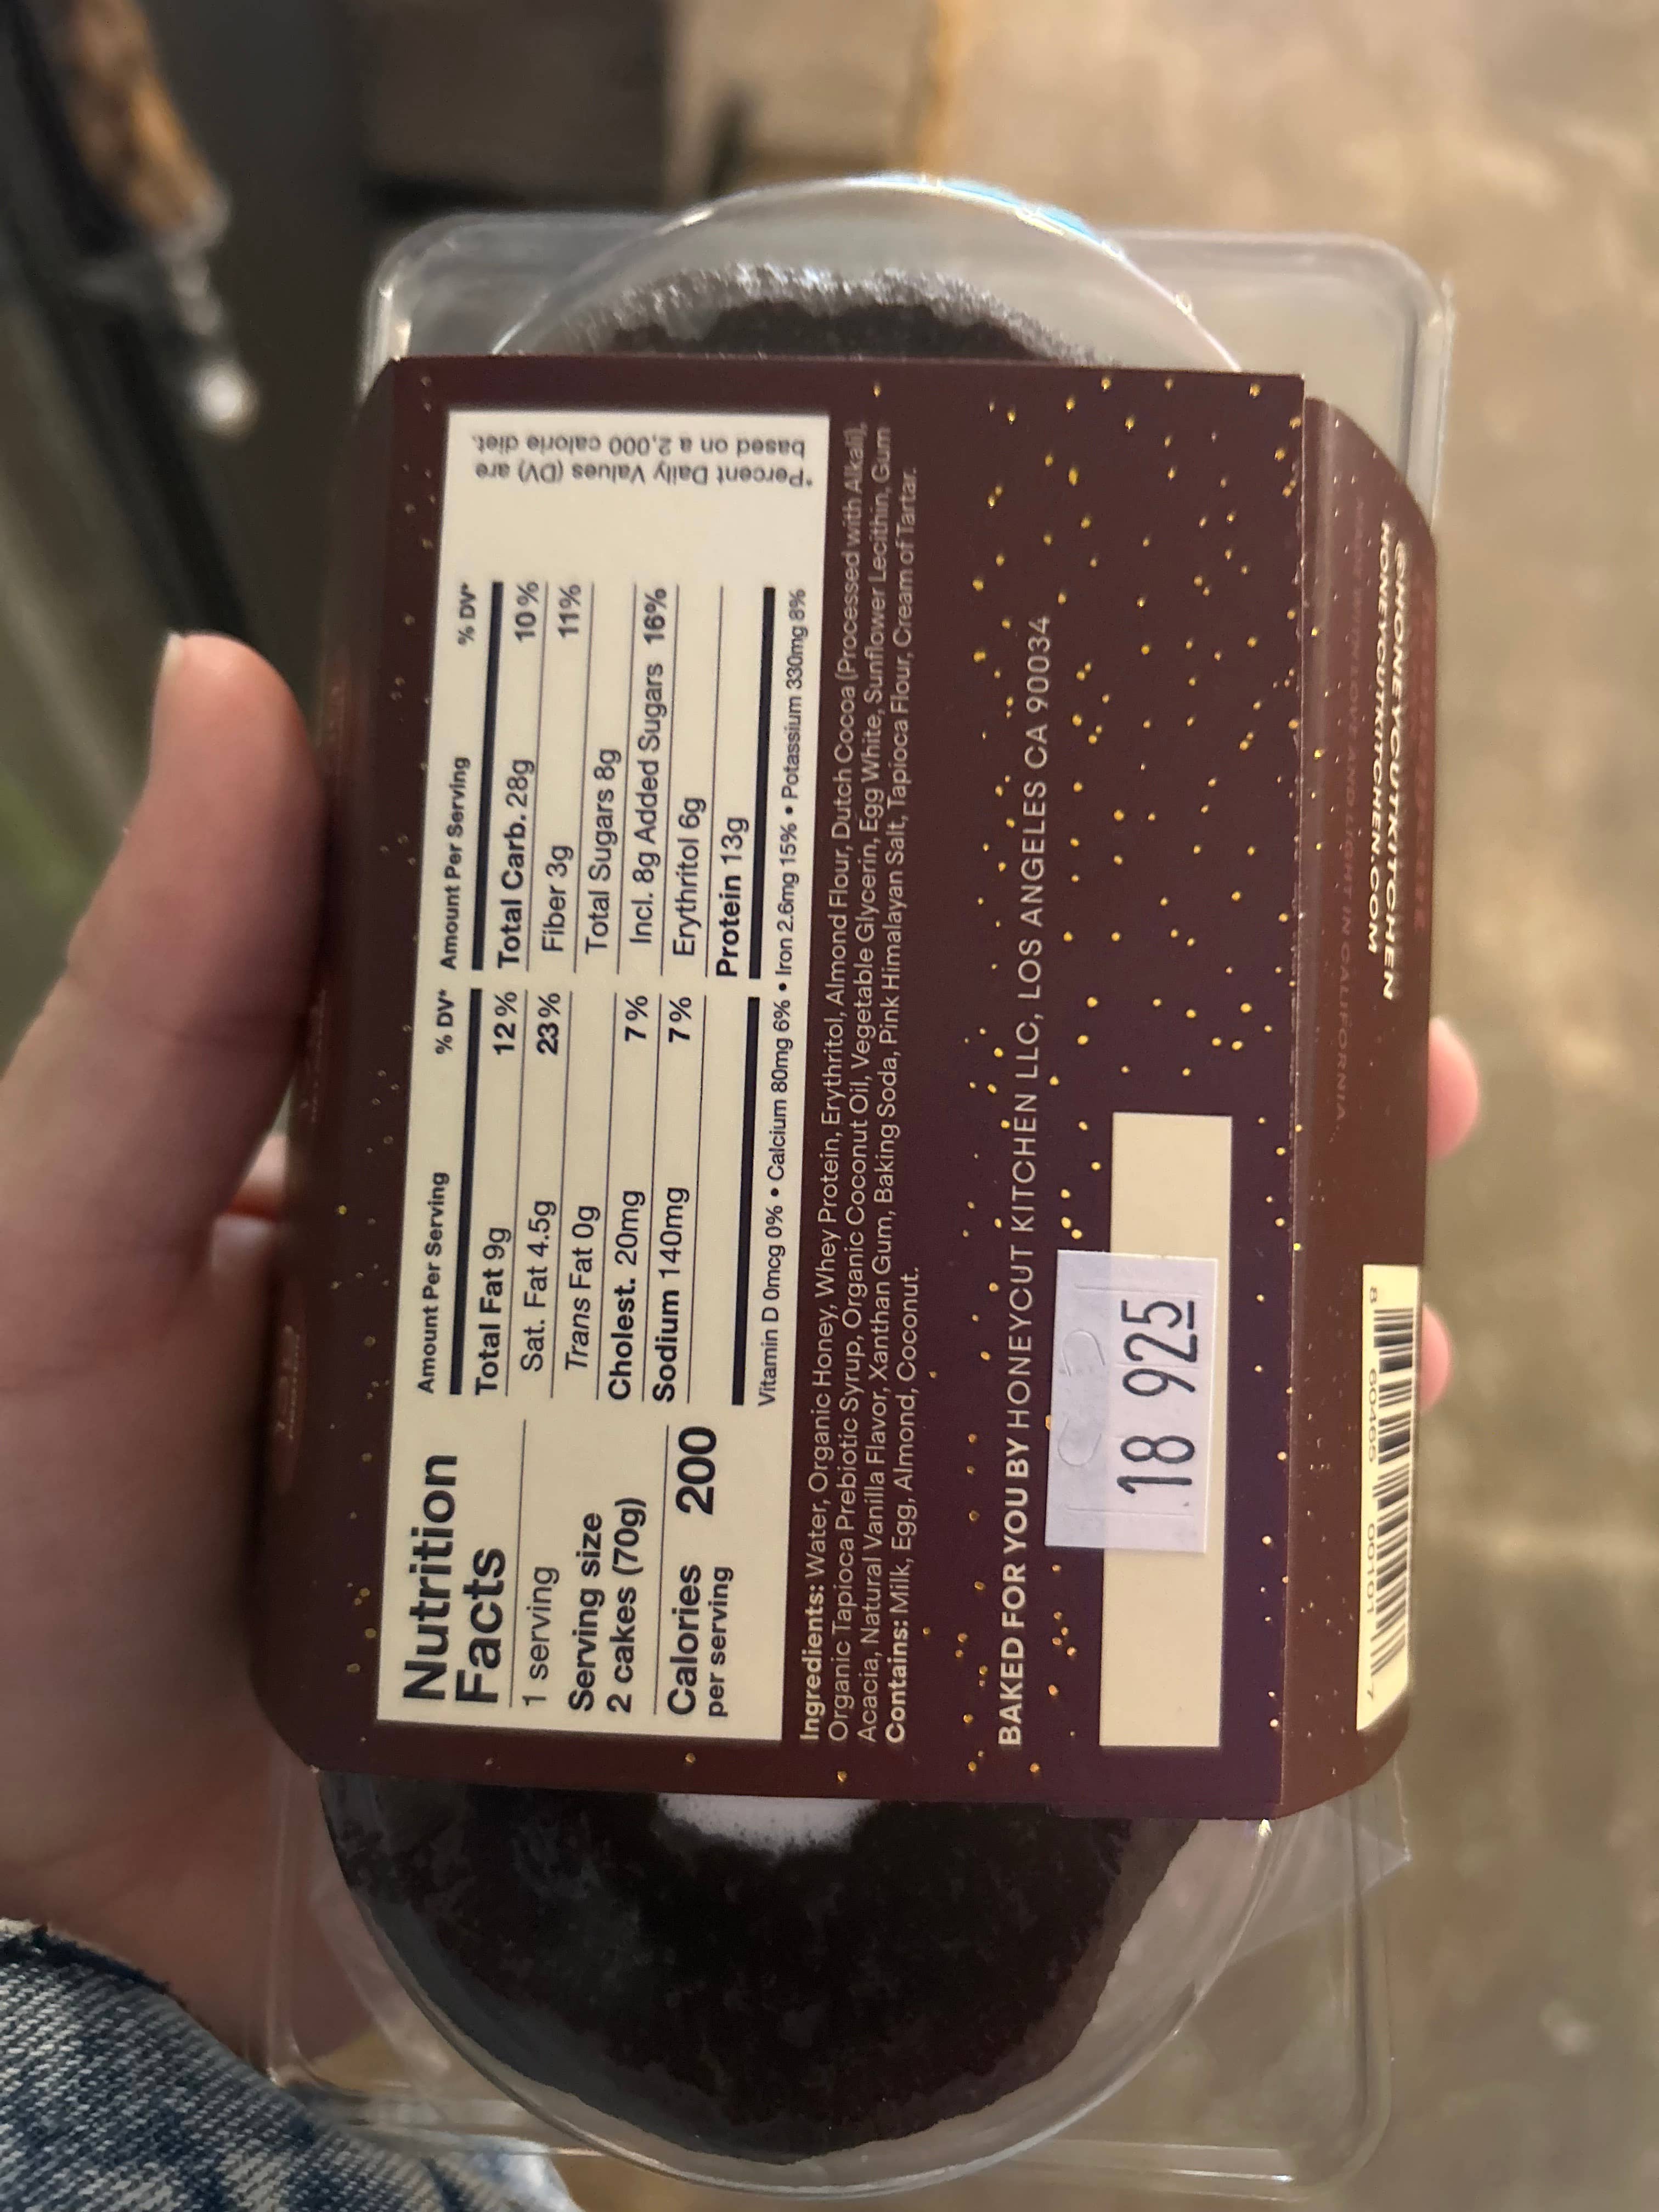 Nutrition
Facts
1 serving
Serving size
2 cakes (70g)
Calories 200
per serving
Amount Per Serving % DV*
Total Fat 9g 12%
Sat. Fat 4.5g 23%
Trans Fat 0g
Cholest. 20mg 7%
Sodium 140mg 7%
Amount Per Serving % DV*
Total Carb. 28g 10%
Fiber 3g 11%
Total Sugars 8g
Incl. 8g Added Sugars 16%
Erythritol 6g
Protein 13g
Vitamin D 0mcg 0% • Calcium 80mg 6% • Iron 2.6mg 15% • Potassium 330mg 8%
*Percent Daily Values (DV) are
based on a 2,000 calorie diet.
Ingredients: Water, Organic Honey, Whey Protein, Erythritol, Almond Flour, Dutch Cocoa (Processed with Alkali),
Organic Tapioca Prebiotic Syrup, Organic Coconut Oil, Vegetable Glycerin, Egg White, Sunflower Lecithin, Gum
Acacia, Natural Vanilla Flavor, Xanthan Gum, Baking Soda, Pink Himalayan Salt, Tapioca Flour, Cream of Tartar.
Contains: Milk, Egg, Almond, Coconut.
BAKED FOR YOU BY HONEYCUT KITCHEN LLC, LOS ANGELES CA 90034
18 925
@HONEYCUTKITCHEN
HONEYCUTKITCHEN.COM
LIGHT IN CALIFORNIA